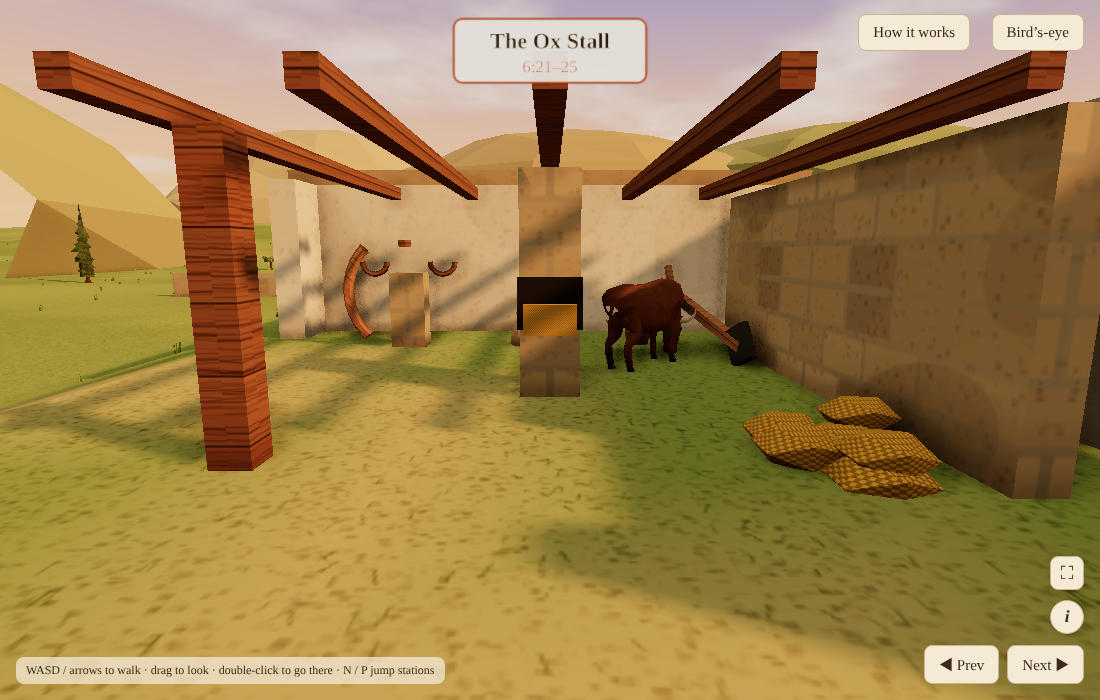 The Ox Stall
6:21–25
How it works
Bird's-eye
i
WASD / arrows to walk · drag to look · double-click to go there · N / P jump stations
◀ Prev
Next ▶